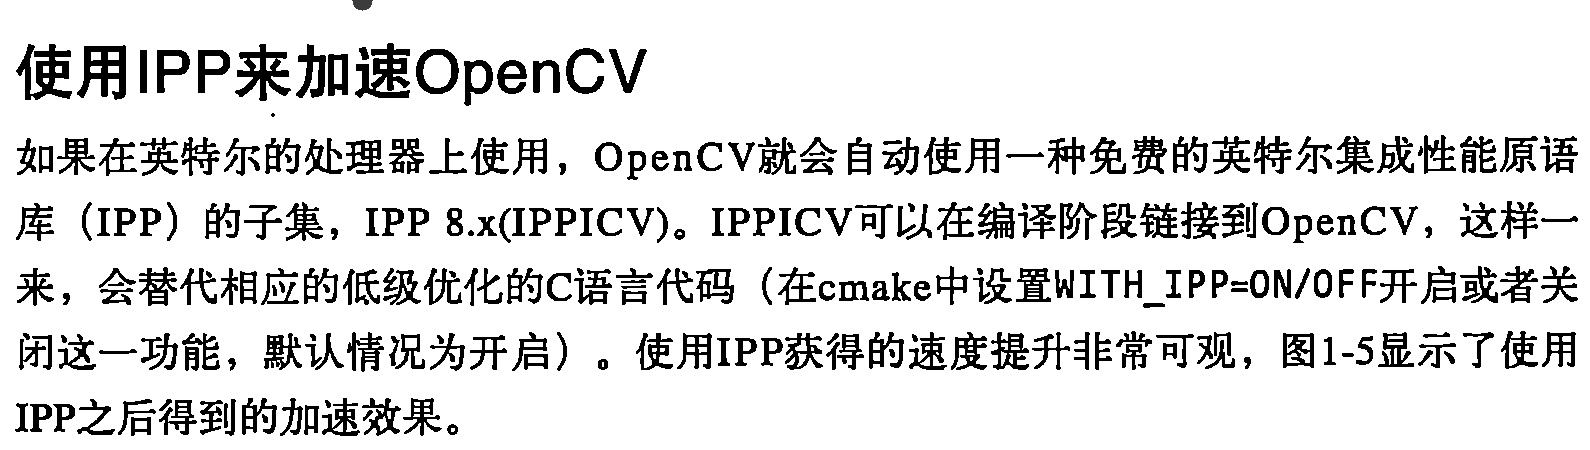 使用IPP来加速OpenCV
如果在英特尔的处理器上使用，OpenCV就会自动使用一种免费的英特尔集成性能原语
库（IPP）的子集，IPP 8.x(IPPICV)。IPPICV可以在编译阶段链接到OpenCV，这样一
来，会替代相应的低级优化的C语言代码（在cmake中设置WITH_IPP=ON/OFF开启或者关
闭这一功能，默认情况为开启）。使用IPP获得的速度提升非常可观，图1-5显示了使用
IPP之后得到的加速效果。